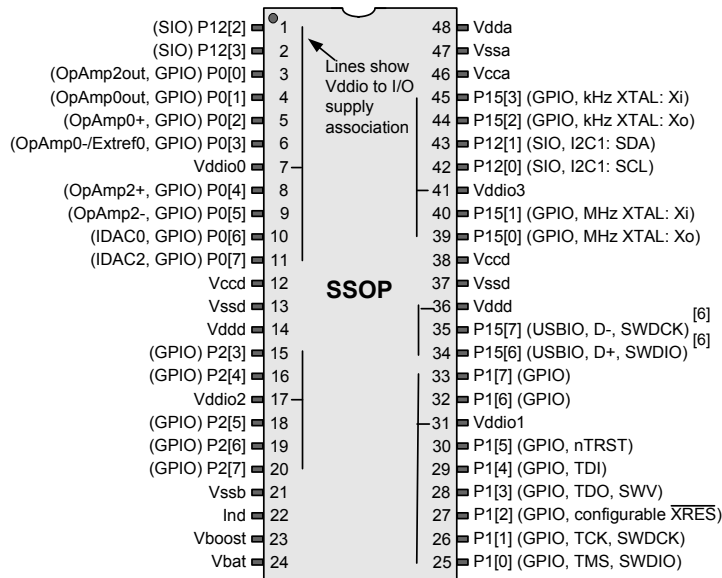 (SIO) P12[2] 1
(SIO) P12[3] 2
(OpAmp2out, GPIO) P0[0] 3
(OpAmp0out, GPIO) P0[1] 4
(OpAmp0+, GPIO) P0[2] 5
(OpAmp0-/Extref0, GPIO) P0[3] 6
Vddio0 7
(OpAmp2+, GPIO) P0[4] 8
(OpAmp2-, GPIO) P0[5] 9
(IDAC0, GPIO) P0[6] 10
(IDAC2, GPIO) P0[7] 11
Vccd 12
Vssd 13
Vddd 14
(GPIO) P2[3] 15
(GPIO) P2[4] 16
Vddio2 17
(GPIO) P2[5] 18
(GPIO) P2[6] 19
(GPIO) P2[7] 20
Vssb 21
Ind 22
Vboost 23
Vbat 24
Lines show
Vddio to I/O
supply
association
SSOP
48 Vdda
47 Vssa
46 Vcca
45 P15[3] (GPIO, kHz XTAL: Xi)
44 P15[2] (GPIO, kHz XTAL: Xo)
43 P12[1] (SIO, I2C1: SDA)
42 P12[0] (SIO, I2C1: SCL)
41 Vddio3
40 P15[1] (GPIO, MHz XTAL: Xi)
39 P15[0] (GPIO, MHz XTAL: Xo)
38 Vccd
37 Vssd
36 Vddd
35 P15[7] (USBIO, D-, SWDCK) [6]
34 P15[6] (USBIO, D+, SWDIO) [6]
33 P1[7] (GPIO)
32 P1[6] (GPIO)
31 Vddio1
30 P1[5] (GPIO, nTRST)
29 P1[4] (GPIO, TDI)
28 P1[3] (GPIO, TDO, SWV)
27 P1[2] (GPIO, configurable XRES)
26 P1[1] (GPIO, TCK, SWDCK)
25 P1[0] (GPIO, TMS, SWDIO)